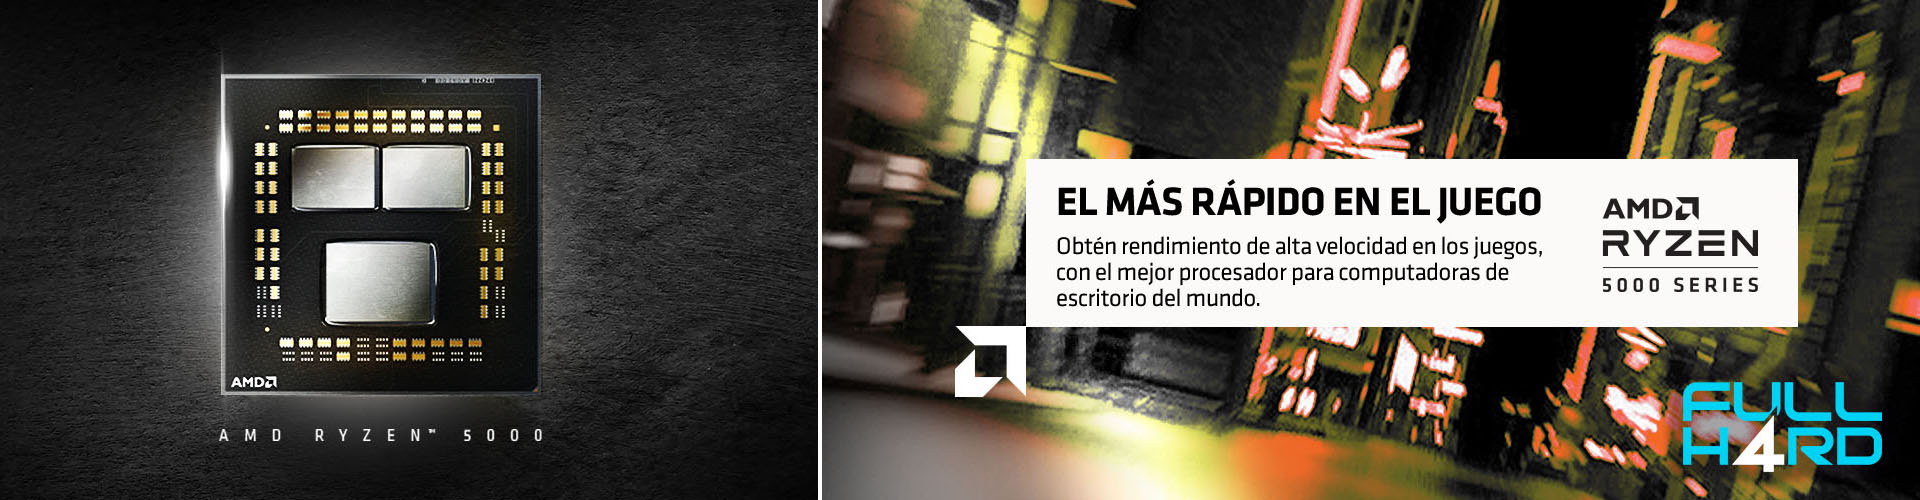 AMD
AMD RYZEN™ 5000
EL MÁS RÁPIDO EN EL JUEGO
Obtén rendimiento de alta velocidad en los juegos,
con el mejor procesador para computadoras de
escritorio del mundo.
AMD
RYZEN
5000 SERIES
FULL
H4RD